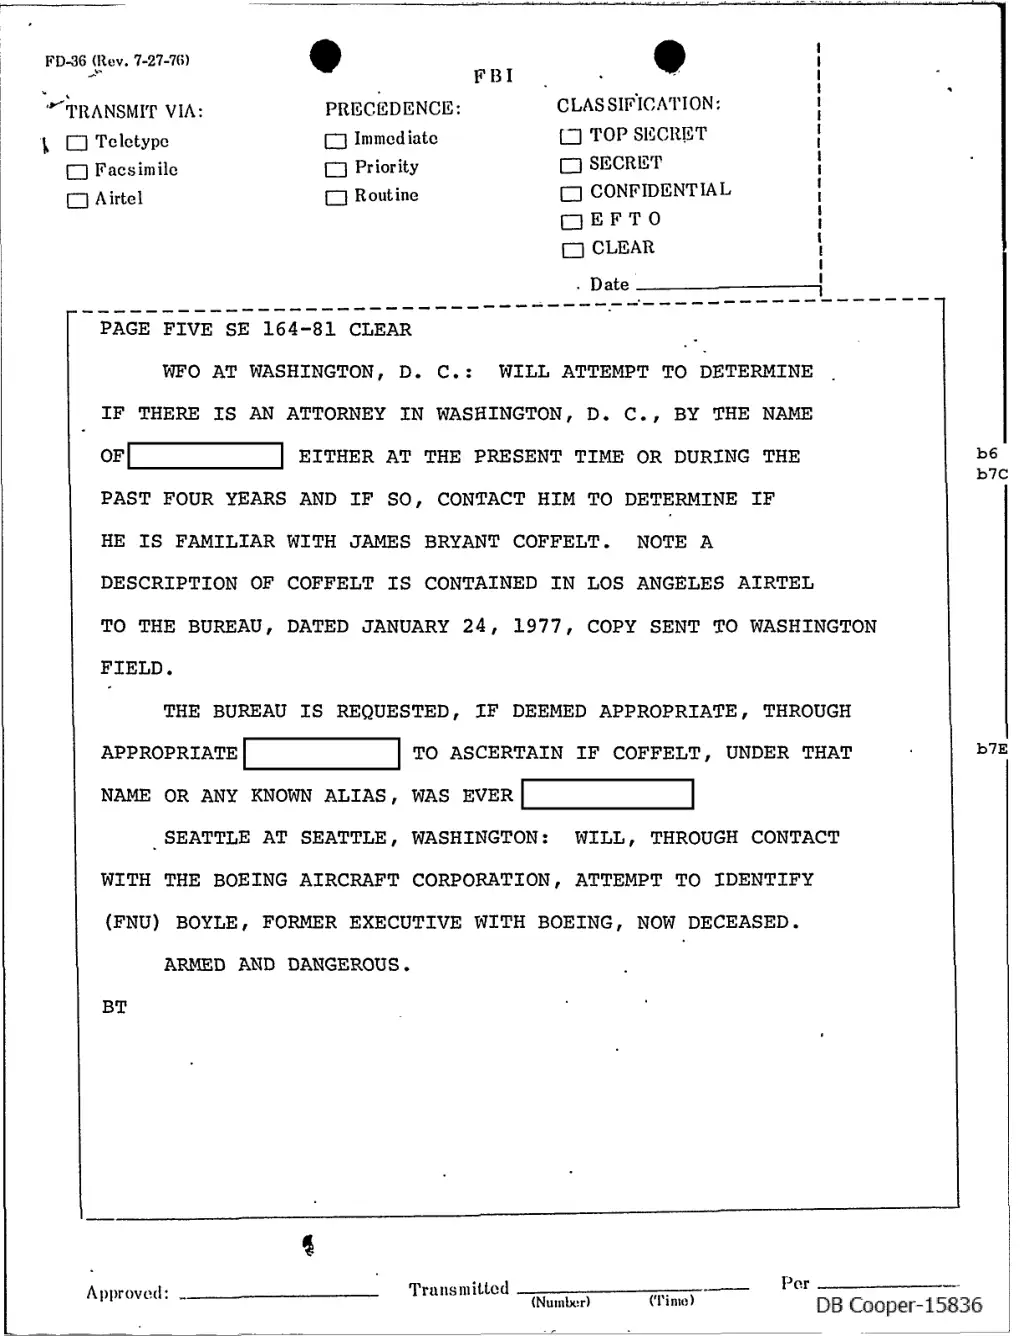 FD-36 (Rev. 7-27-76)
FBI
TRANSMIT VIA:
Teletype
Facsimile
Airtel
PRECEDENCE:
Immediate
Priority
Routine
CLASSIFICATION:
TOP SECRET
SECRET
CONFIDENTIAL
E F T O
CLEAR
Date
PAGE FIVE SE 164-81 CLEAR
WFO AT WASHINGTON, D. C.: WILL ATTEMPT TO DETERMINE
IF THERE IS AN ATTORNEY IN WASHINGTON, D. C., BY THE NAME
OF EITHER AT THE PRESENT TIME OR DURING THE
b6
b7C
PAST FOUR YEARS AND IF SO, CONTACT HIM TO DETERMINE IF
HE IS FAMILIAR WITH JAMES BRYANT COFFELT. NOTE A
DESCRIPTION OF COFFELT IS CONTAINED IN LOS ANGELES AIRTEL
TO THE BUREAU, DATED JANUARY 24, 1977, COPY SENT TO WASHINGTON
FIELD.
THE BUREAU IS REQUESTED, IF DEEMED APPROPRIATE, THROUGH
APPROPRIATE TO ASCERTAIN IF COFFELT, UNDER THAT
b7E
NAME OR ANY KNOWN ALIAS, WAS EVER
SEATTLE AT SEATTLE, WASHINGTON: WILL, THROUGH CONTACT
WITH THE BOEING AIRCRAFT CORPORATION, ATTEMPT TO IDENTIFY
(FNU) BOYLE, FORMER EXECUTIVE WITH BOEING, NOW DECEASED.
ARMED AND DANGEROUS.
BT
Approved: Transmitted Per
(Number) (Time)
DB Cooper-15836